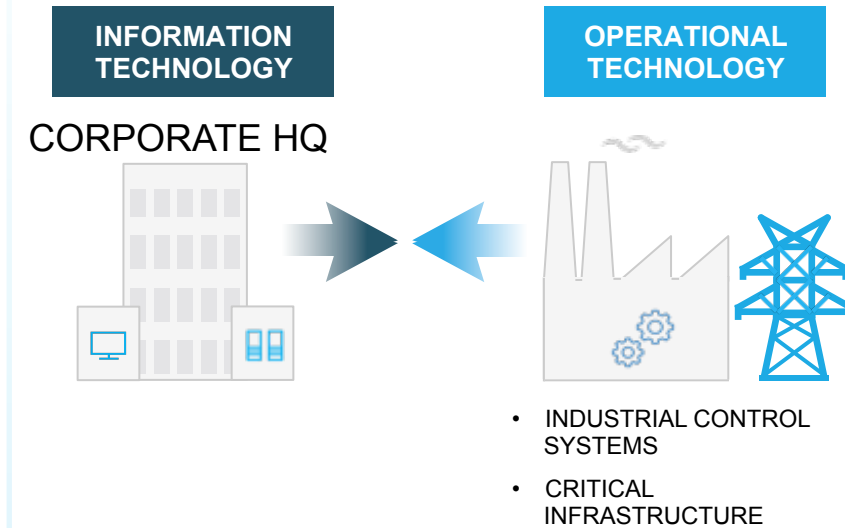 INFORMATION
TECHNOLOGY
OPERATIONAL
TECHNOLOGY
CORPORATE HQ
• INDUSTRIAL CONTROL
SYSTEMS
• CRITICAL
INFRASTRUCTURE